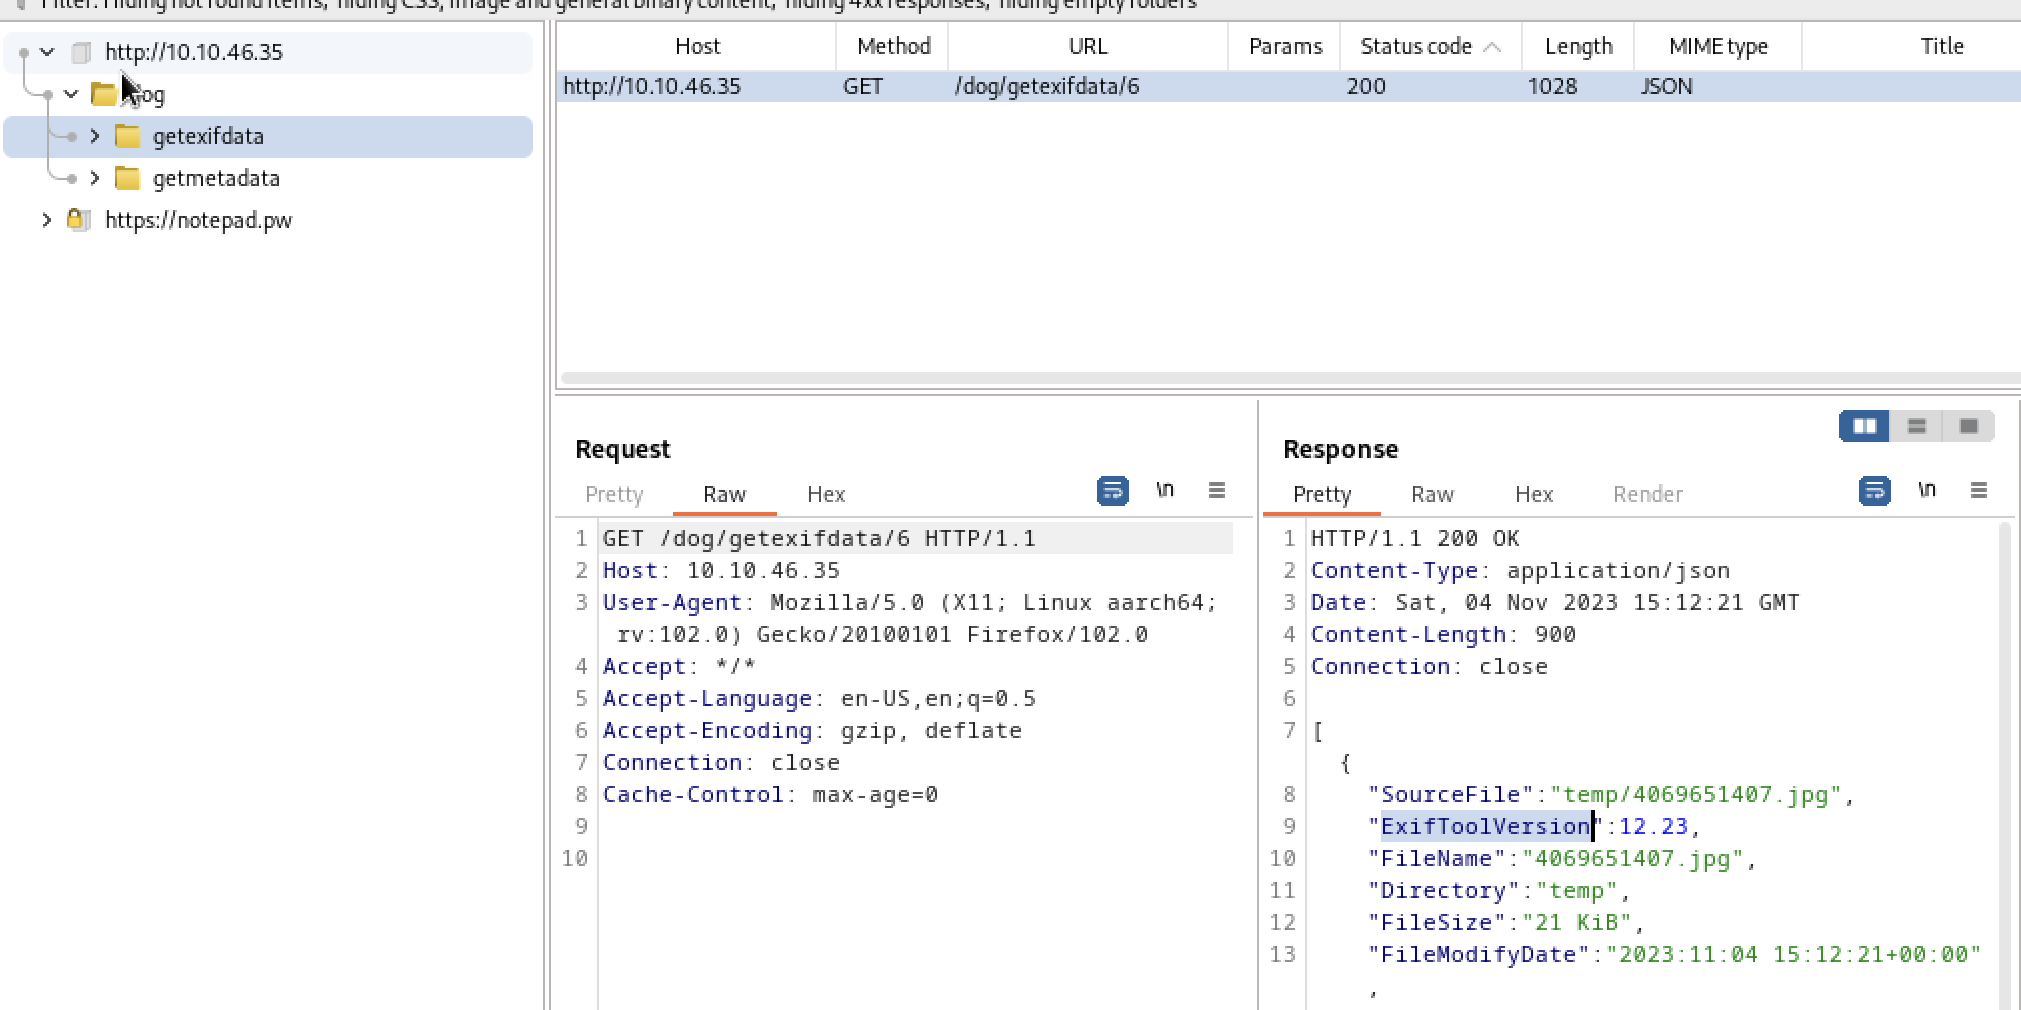 Filter: Hiding not found items; hiding CSS, image and general binary content; hiding 4xx responses; hiding empty folders
http://10.10.46.35
getexifdata
getmetadata
https://notepad.pw
Host Method URL Params Status code Length MIME type Title
http://10.10.46.35 GET /dog/getexifdata/6 200 1028 JSON
Request
Pretty Raw Hex \n
1 GET /dog/getexifdata/6 HTTP/1.1
2 Host: 10.10.46.35
3 User-Agent: Mozilla/5.0 (X11; Linux aarch64;
rv:102.0) Gecko/20100101 Firefox/102.0
4 Accept: */*
5 Accept-Language: en-US,en;q=0.5
6 Accept-Encoding: gzip, deflate
7 Connection: close
8 Cache-Control: max-age=0
9
10
Response
Pretty Raw Hex Render \n
1 HTTP/1.1 200 OK
2 Content-Type: application/json
3 Date: Sat, 04 Nov 2023 15:12:21 GMT
4 Content-Length: 900
5 Connection: close
6
7 [
{
8 "SourceFile":"temp/4069651407.jpg",
9 "ExifToolVersion":12.23,
10 "FileName":"4069651407.jpg",
11 "Directory":"temp",
12 "FileSize":"21 KiB",
13 "FileModifyDate":"2023:11:04 15:12:21+00:00"
,